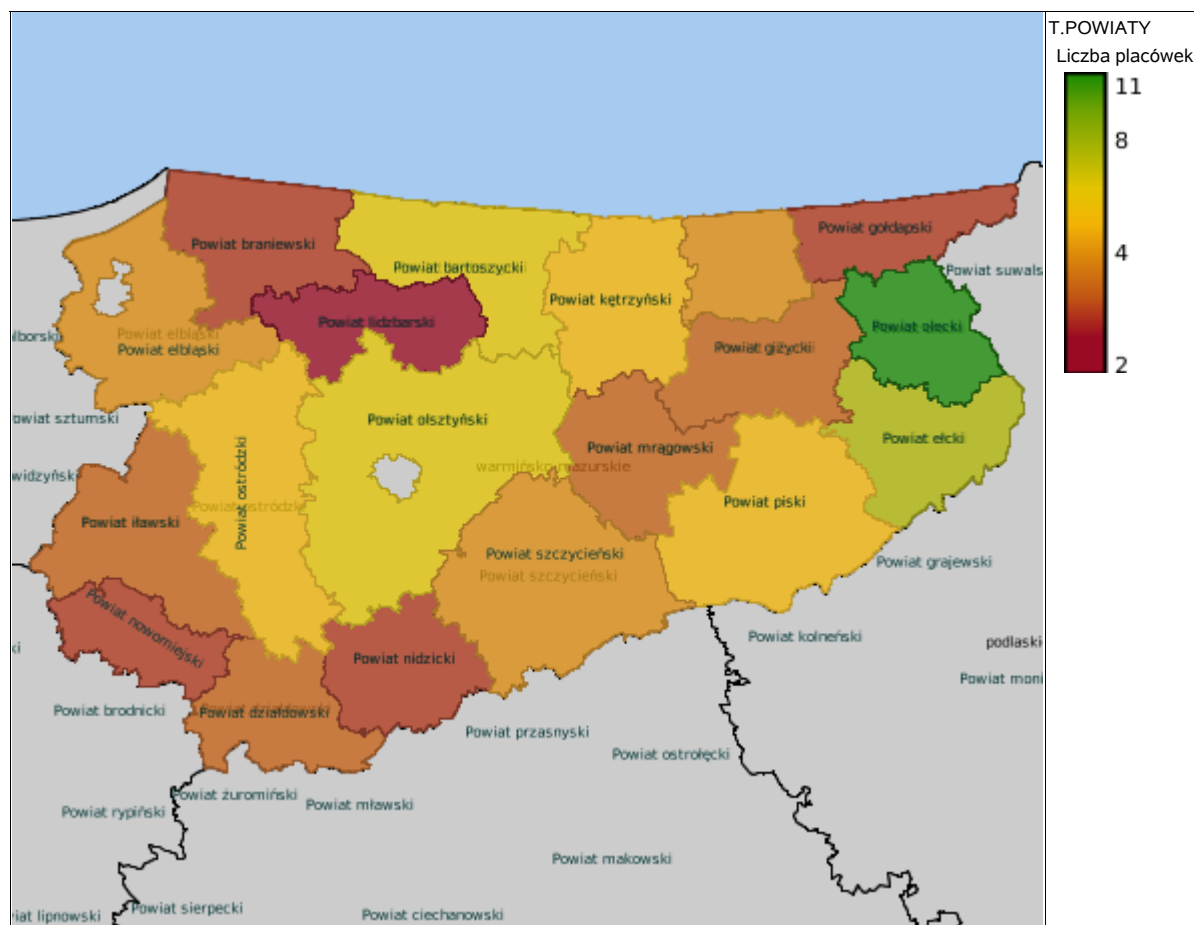 T.POWIATY
Liczba placówek
11
8
4
2
Powiat braniewski
Powiat gołdapski
Powiat bartoszycki
Powiat suwals
Powiat kętrzyński
Powiat lidzbarski
Powiat olecki
lborski
Powiat elbląski
Powiat elbląski
Powiat giżycki
owiat sztumski
Powiat olsztyński
Powiat ełcki
Powiat mrągowski
warmińsko-mazurskie
widzyński
Powiat ostródzki
Powiat ostródzki
Powiat piski
Powiat iławski
Powiat szczycieński
Powiat szczycieński
Powiat grajewski
Powiat nowomiejski
Powiat kolneński
podlaski
ki
Powiat nidzicki
Powiat moni
Powiat brodnicki
Powiat działdowski
Powiat działdowski
Powiat przasnyski
Powiat ostrołęcki
Powiat żuromiński
Powiat mławski
Powiat rypiński
Powiat makowski
iat lipnowski
Powiat sierpecki
Powiat ciechanowski